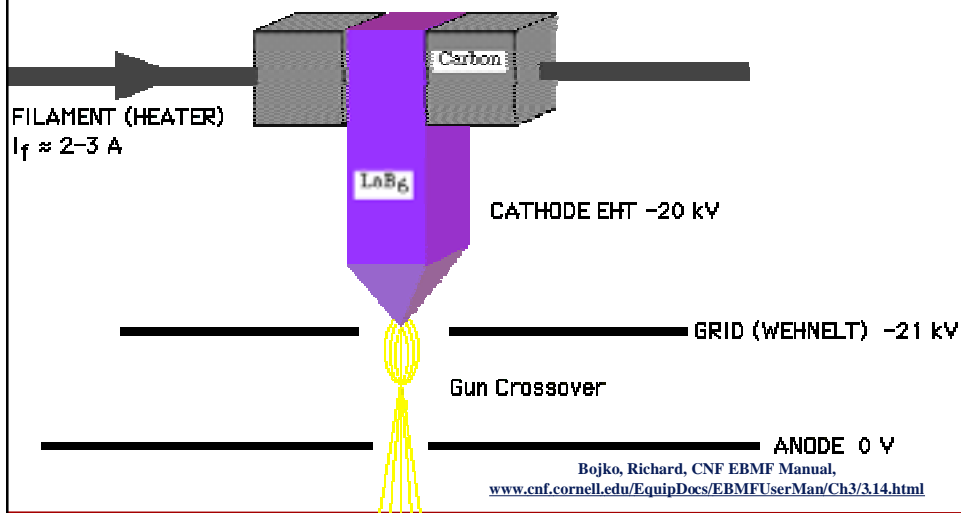 Carbon
FILAMENT (HEATER)
If ≈ 2-3 A
LaB6
CATHODE EHT -20 kV
GRID (WEHNELT) -21 kV
Gun Crossover
ANODE 0 V
Bojko, Richard, CNF EBMF Manual,
www.cnf.cornell.edu/EquipDocs/EBMFUserMan/Ch3/3.14.html